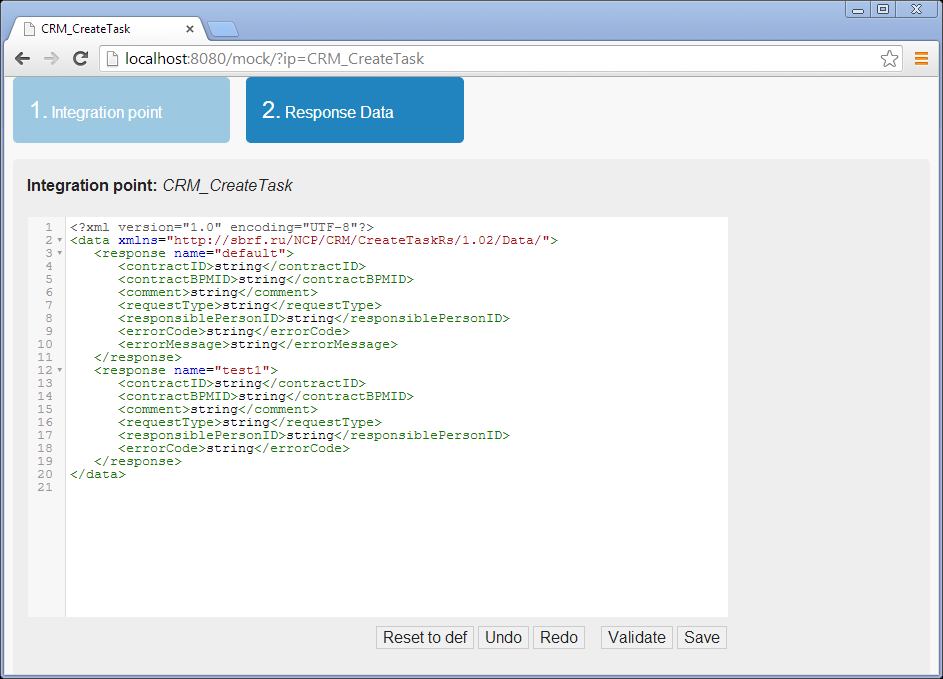 CRM_CreateTask
localhost:8080/mock/?ip=CRM_CreateTask
1. Integration point
2. Response Data
Integration point: CRM_CreateTask
1 <?xml version="1.0" encoding="UTF-8"?>
2 <data xmlns="http://sbrf.ru/NCP/CRM/CreateTaskRs/1.02/Data/">
3 <response name="default">
4 <contractID>string</contractID>
5 <contractBPMID>string</contractBPMID>
6 <comment>string</comment>
7 <requestType>string</requestType>
8 <responsiblePersonID>string</responsiblePersonID>
9 <errorCode>string</errorCode>
10 <errorMessage>string</errorMessage>
11 </response>
12 <response name="test1">
13 <contractID>string</contractID>
14 <contractBPMID>string</contractBPMID>
15 <comment>string</comment>
16 <requestType>string</requestType>
17 <responsiblePersonID>string</responsiblePersonID>
18 <errorCode>string</errorCode>
19 </response>
20 </data>
21
Reset to def Undo Redo Validate Save